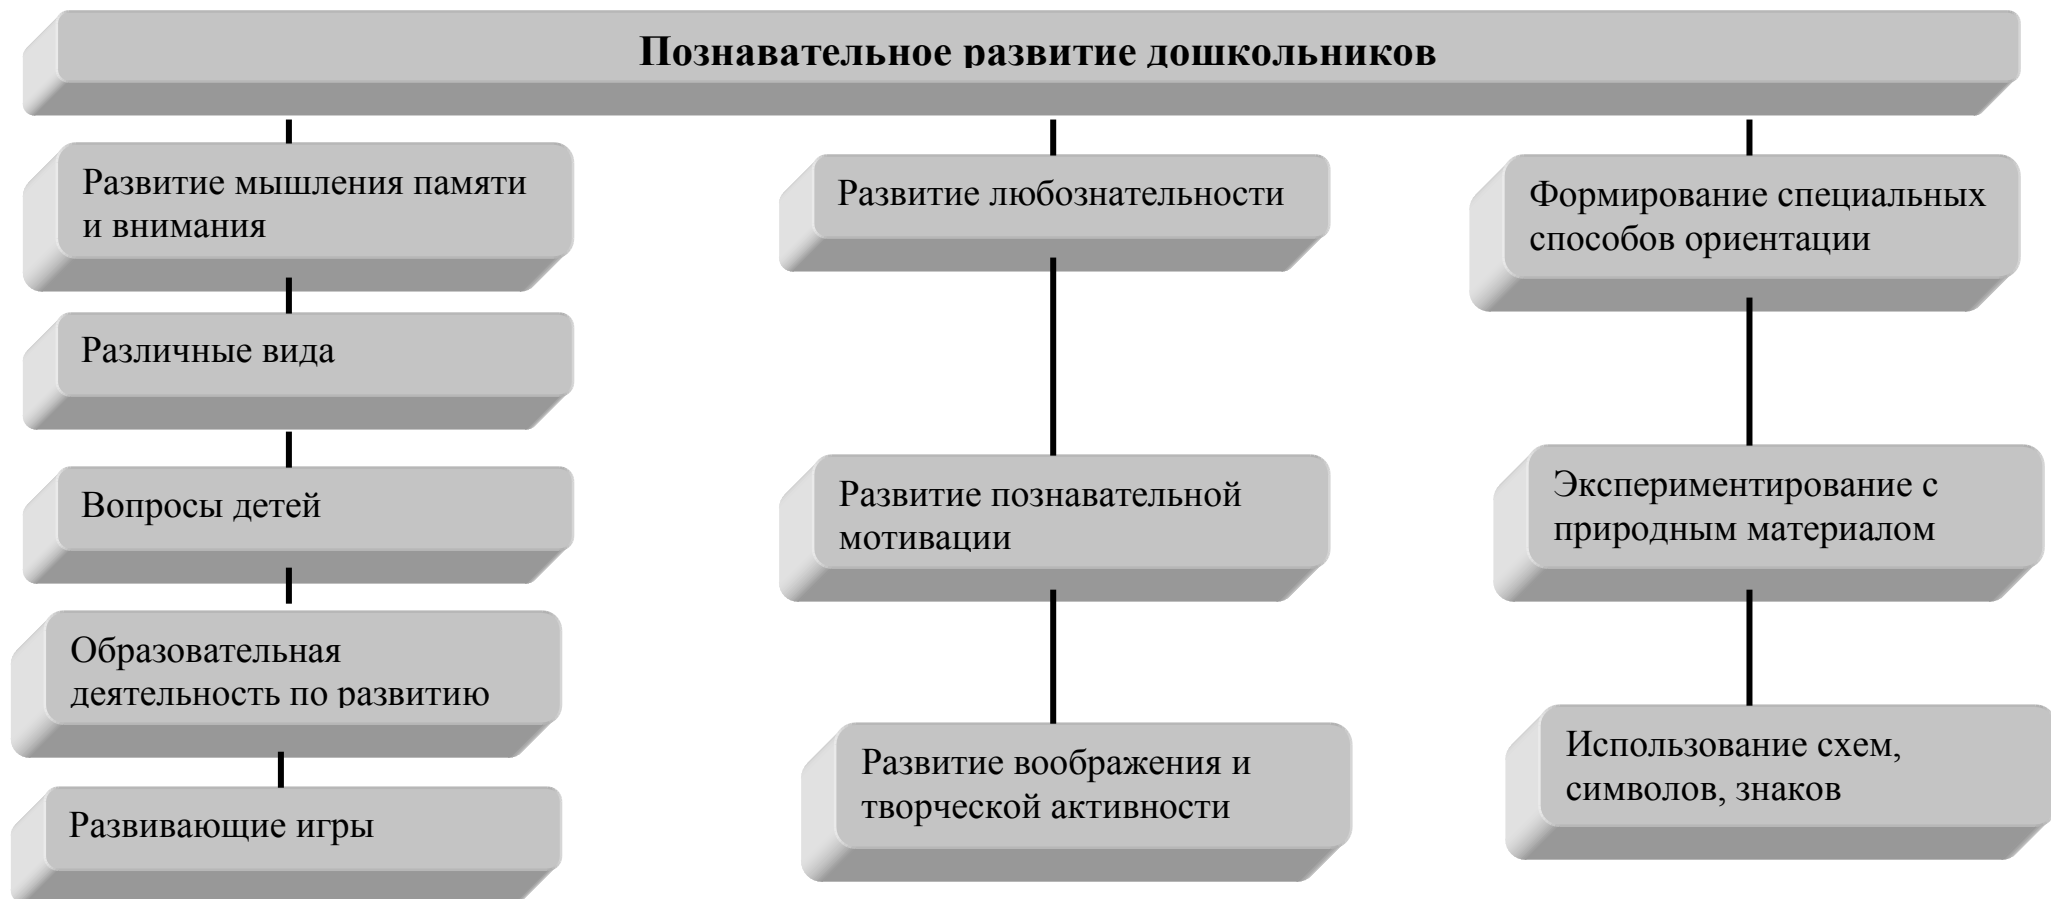 Познавательное развитие дошкольников
Развитие мышления памяти
и внимания
Различные вида
Вопросы детей
Образовательная
деятельность по развитию
Развивающие игры
Развитие любознательности
Развитие познавательной
мотивации
Развитие воображения и
творческой активности
Формирование специальных
способов ориентации
Экспериментирование с
природным материалом
Использование схем,
символов, знаков